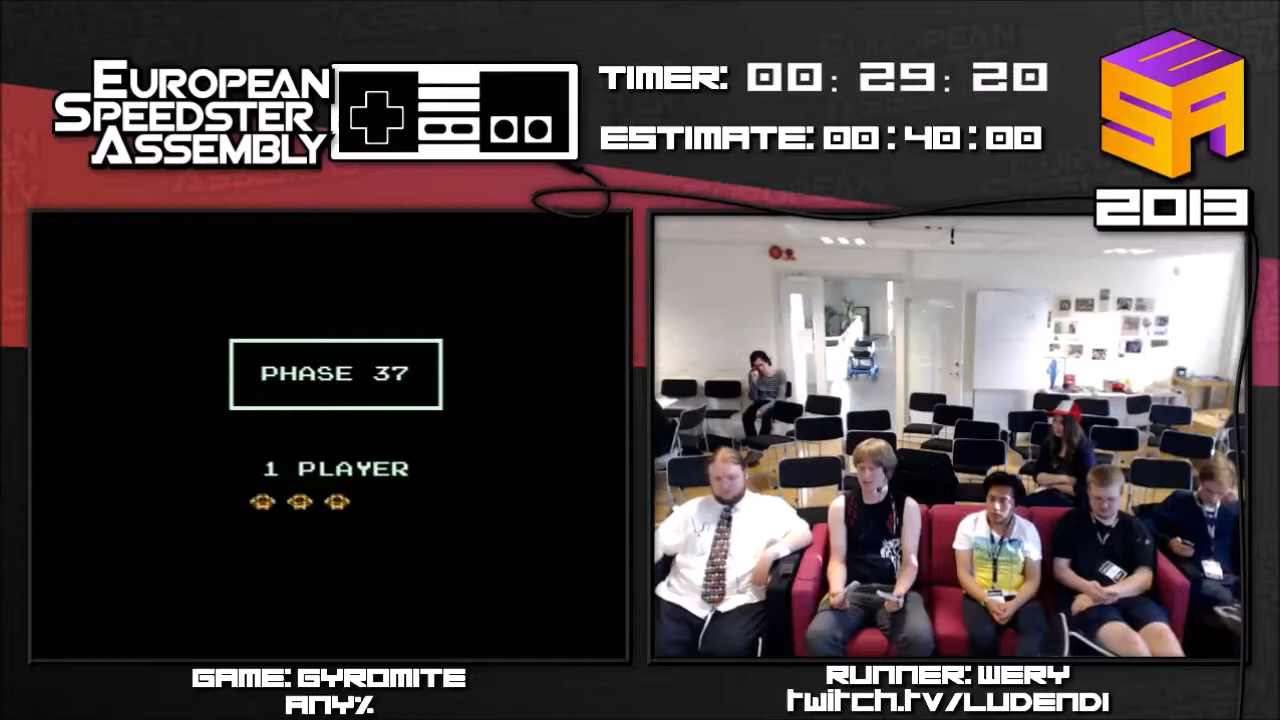 EUROPEAN
SPEEDSTER
ASSEMBLY
TIMER: 00:29:20
ESTIMATE: 00:40:00
ESA
2013
PHASE 37
1 PLAYER
GAME: GYROMITE
ANY%
RUNNER: WERY
TWITCH.TV/LUDENDI